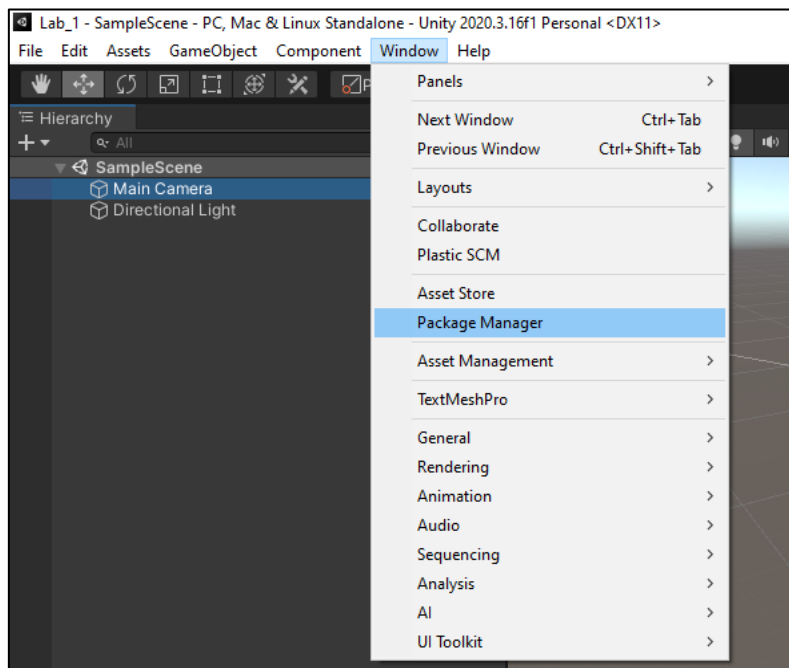 Lab_1 - SampleScene - PC, Mac & Linux Standalone - Unity 2020.3.16f1 Personal <DX11>
File Edit Assets GameObject Component Window Help
P
Hierarchy
All
SampleScene
Main Camera
Directional Light
Panels
Next Window Ctrl+Tab
Previous Window Ctrl+Shift+Tab
Layouts
Collaborate
Plastic SCM
Asset Store
Package Manager
Asset Management
TextMeshPro
General
Rendering
Animation
Audio
Sequencing
Analysis
AI
UI Toolkit